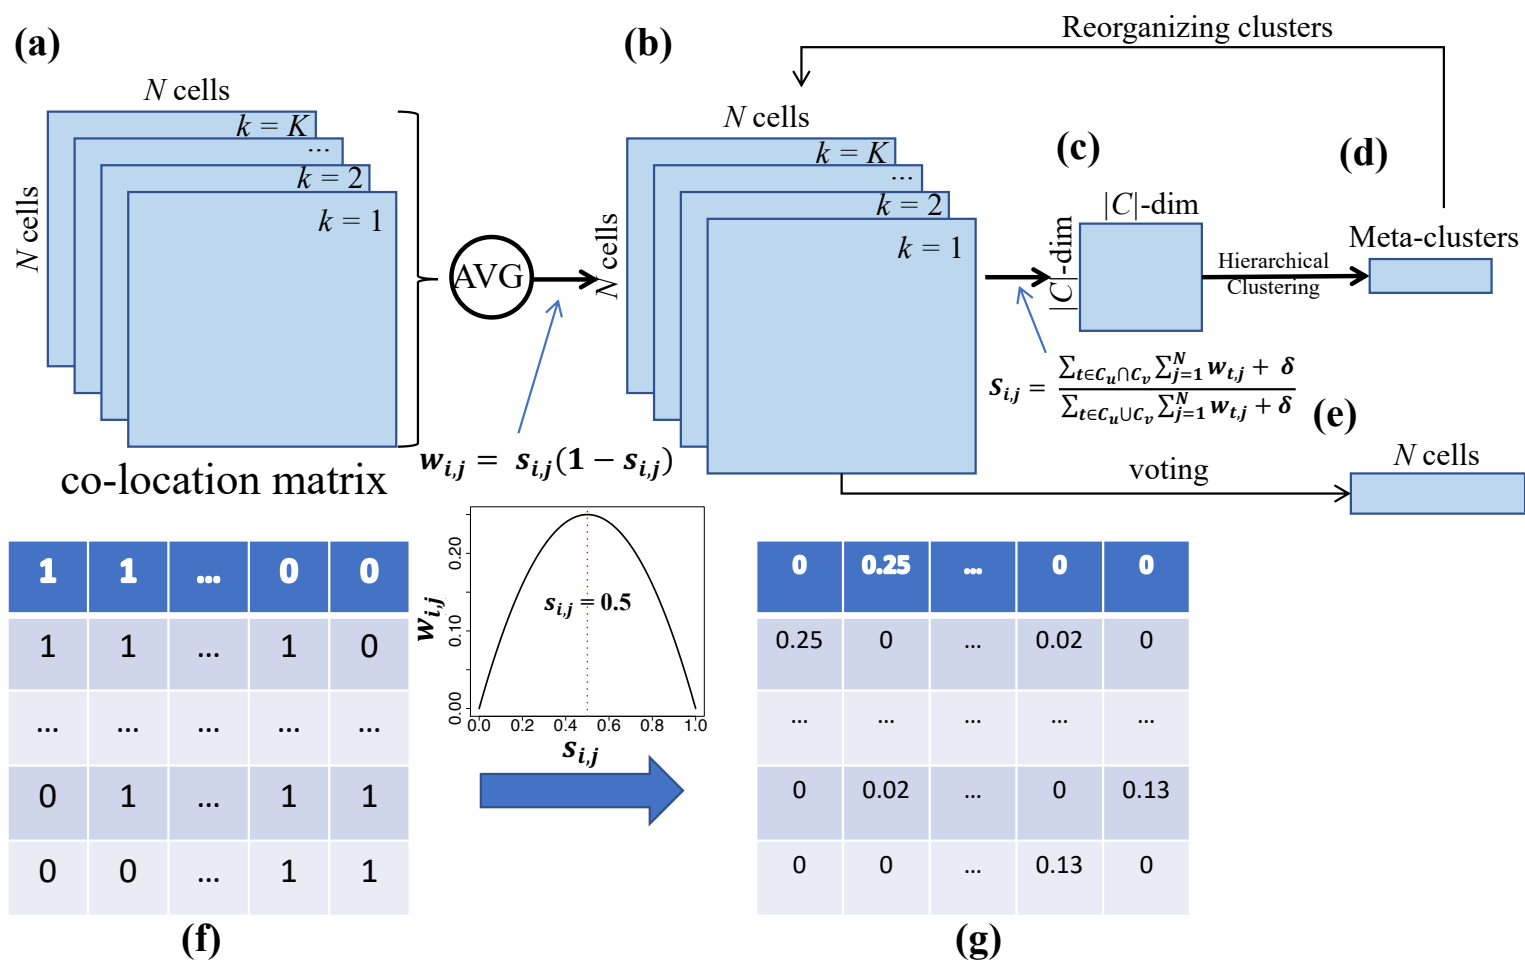 (a)
N cells
N cells
k = K
...
k = 2
k = 1
co-location matrix
AVG
w_{i,j} = s_{i,j}(1 − s_{i,j})
(b)
Reorganizing clusters
N cells
N cells
k = K
...
k = 2
k = 1
(c)
|C|-dim
|C|-dim
S_{i,j} = \frac{\sum_{t∈C_u∩C_v} \sum_{j=1}^{N} w_{t,j} + δ}{\sum_{t∈C_u∪C_v} \sum_{j=1}^{N} w_{t,j} + δ}
Hierarchical
Clustering
(d)
Meta-clusters
(e)
voting
N cells
1 1 ... 0 0
1 1 ... 1 0
... ... ... ... ...
0 1 ... 1 1
0 0 ... 1 1
(f)
w_{i,j}
0.20
0.10
0.00
s_{i,j} = 0.5
0.0 0.2 0.4 0.6 0.8 1.0
s_{i,j}
0 0.25 ... 0 0
0.25 0 ... 0.02 0
... ... ... ... ...
0 0.02 ... 0 0.13
0 0 ... 0.13 0
(g)